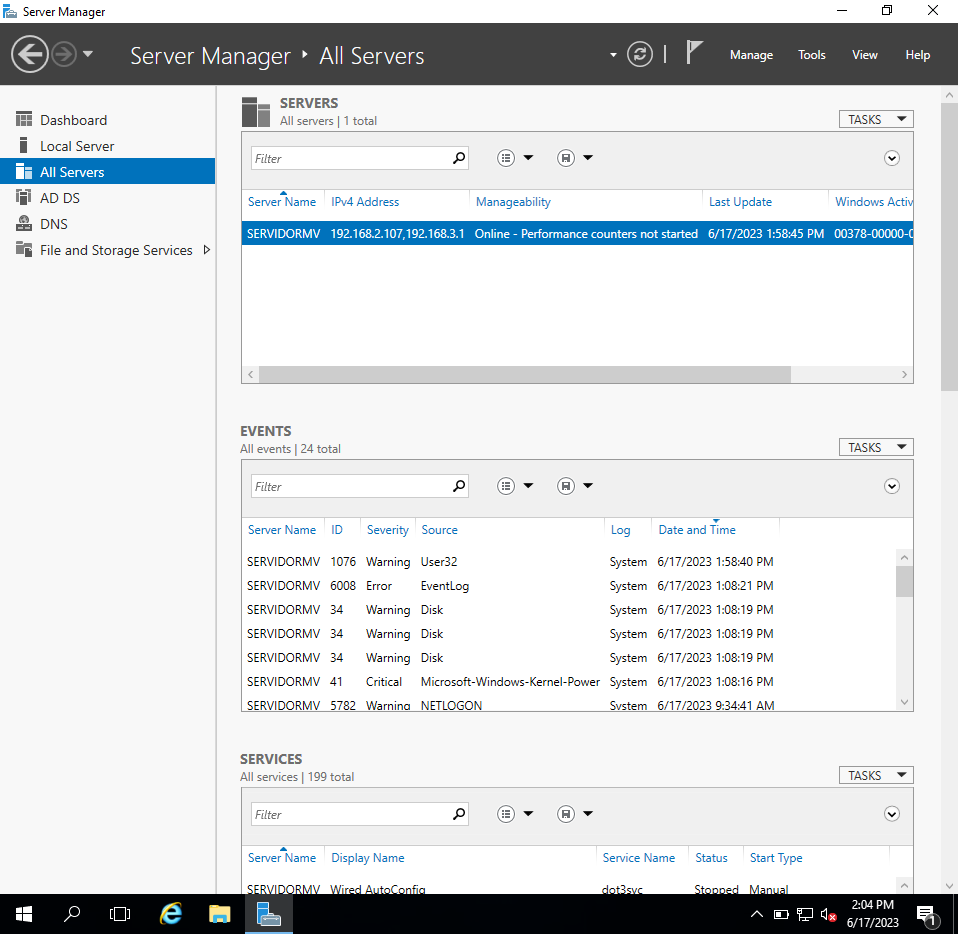 Server Manager
Server Manager ‣ All Servers
Manage Tools View Help
Dashboard
Local Server
All Servers
AD DS
DNS
File and Storage Services
SERVERS
All servers | 1 total
TASKS
Filter
Server Name IPv4 Address Manageability Last Update Windows Activ
SERVIDORMV 192.168.2.107,192.168.3.1 Online - Performance counters not started 6/17/2023 1:58:45 PM 00378-00000-0
EVENTS
All events | 24 total
TASKS
Filter
Server Name ID Severity Source Log Date and Time
SERVIDORMV 1076 Warning User32 System 6/17/2023 1:58:40 PM
SERVIDORMV 6008 Error EventLog System 6/17/2023 1:08:21 PM
SERVIDORMV 34 Warning Disk System 6/17/2023 1:08:19 PM
SERVIDORMV 34 Warning Disk System 6/17/2023 1:08:19 PM
SERVIDORMV 34 Warning Disk System 6/17/2023 1:08:19 PM
SERVIDORMV 41 Critical Microsoft-Windows-Kernel-Power System 6/17/2023 1:08:16 PM
SERVIDORMV 5782 Warning NETLOGON System 6/17/2023 9:34:41 AM
SERVICES
All services | 199 total
TASKS
Filter
Server Name Display Name Service Name Status Start Type
SERVIDORMV Wired AutoConfig dot3svc Stopped Manual
2:04 PM
6/17/2023
1